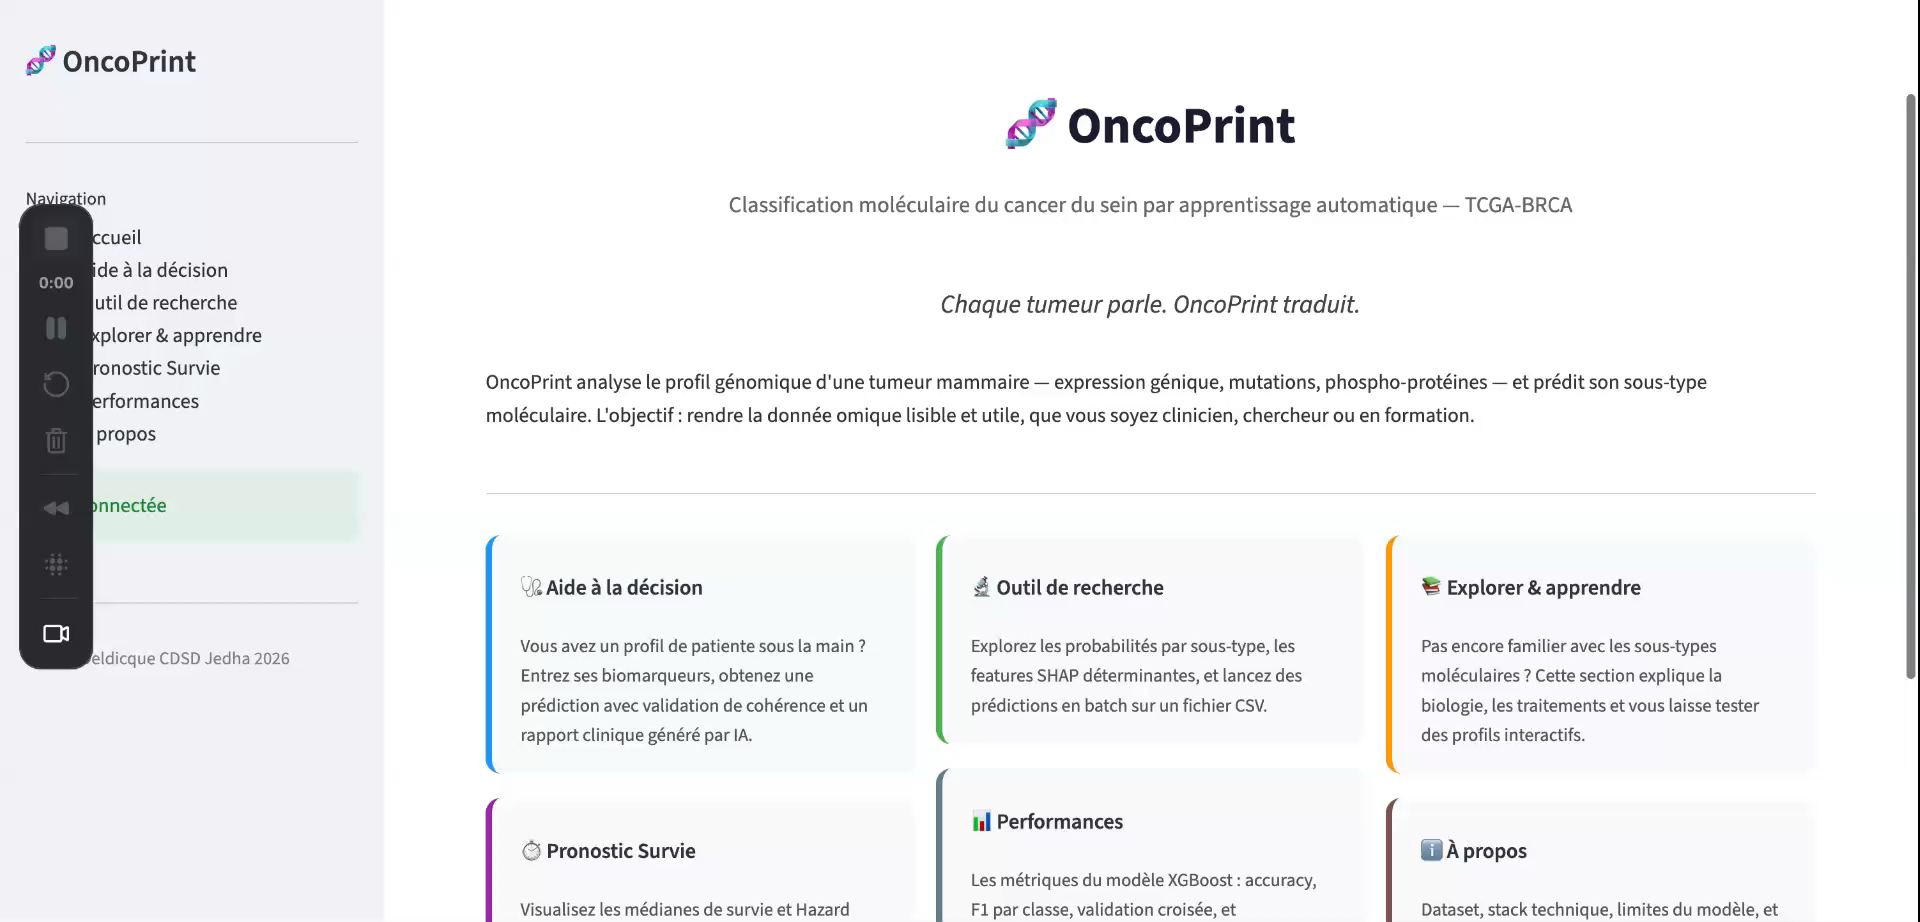 OncoPrint
Navigation
ccueil
ide à la décision
util de recherche
xplorer & apprendre
ronostic Survie
erformances
propos
onnectée
eldicque CDSD Jedha 2026
0:00
OncoPrint
Classification moléculaire du cancer du sein par apprentissage automatique — TCGA-BRCA
Chaque tumeur parle. OncoPrint traduit.
OncoPrint analyse le profil génomique d'une tumeur mammaire — expression génique, mutations, phospho-protéines — et prédit son sous-type
moléculaire. L'objectif : rendre la donnée omique lisible et utile, que vous soyez clinicien, chercheur ou en formation.
Aide à la décision
Vous avez un profil de patiente sous la main ?
Entrez ses biomarqueurs, obtenez une
prédiction avec validation de cohérence et un
rapport clinique généré par IA.
Outil de recherche
Explorez les probabilités par sous-type, les
features SHAP déterminantes, et lancez des
prédictions en batch sur un fichier CSV.
Explorer & apprendre
Pas encore familier avec les sous-types
moléculaires ? Cette section explique la
biologie, les traitements et vous laisse tester
des profils interactifs.
Pronostic Survie
Visualisez les médianes de survie et Hazard
Performances
Les métriques du modèle XGBoost : accuracy,
F1 par classe, validation croisée, et
À propos
Dataset, stack technique, limites du modèle, et